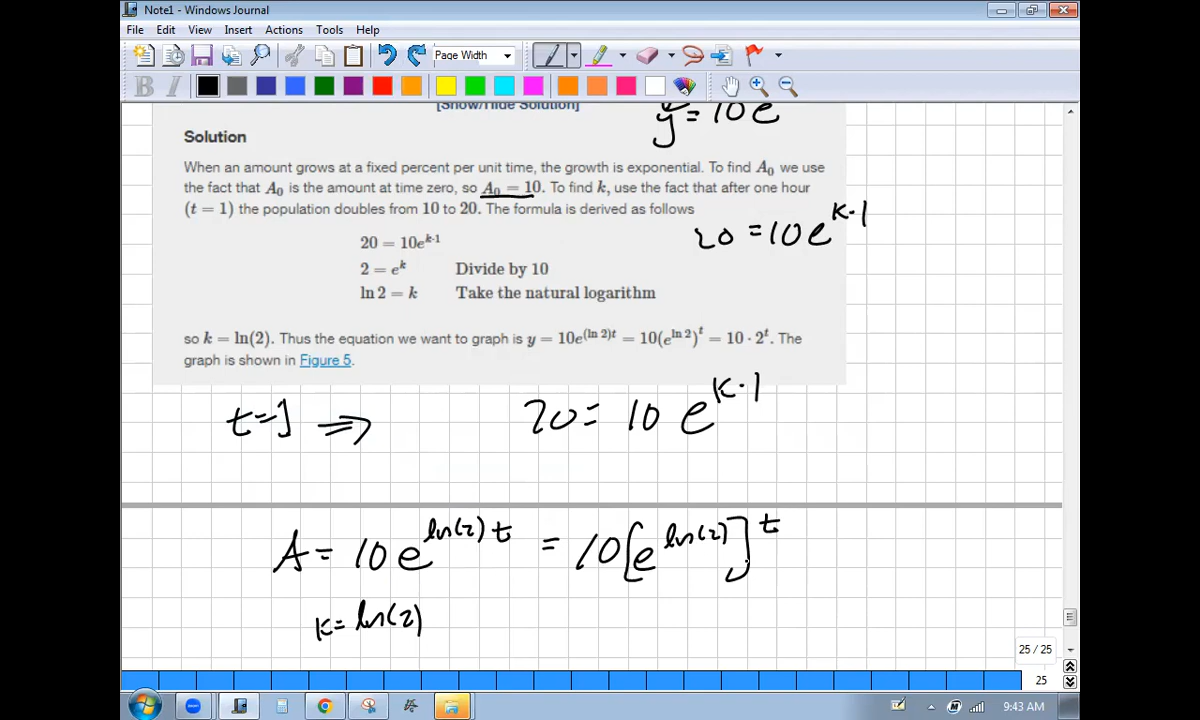 Note1 - Windows Journal
File Edit View Insert Actions Tools Help
Page Width
B I
[Show/Hide Solution]
y = 10e
Solution
When an amount grows at a fixed percent per unit time, the growth is exponential. To find A₀ we use
the fact that A₀ is the amount at time zero, so A₀ = 10. To find k, use the fact that after one hour
(t = 1) the population doubles from 10 to 20. The formula is derived as follows
20 = 10e^(k·1)
20 = 10e^(k·1)
2 = e^k Divide by 10
ln 2 = k Take the natural logarithm
so k = ln(2). Thus the equation we want to graph is y = 10e^((ln 2)t) = 10(e^(ln 2))^t = 10 · 2^t. The
graph is shown in Figure 5.
t=1 ⇒ 20 = 10 e^(k·1)
A = 10e^(ln(2) t) = 10[e^(ln(2))]^t
k = ln(2)
25 / 25
25
9:43 AM